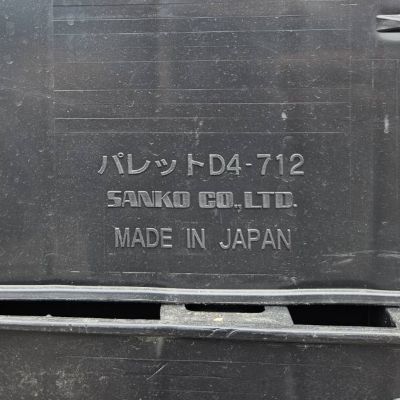 パレットD4-712
SANKO CO.,LTD.
MADE IN JAPAN